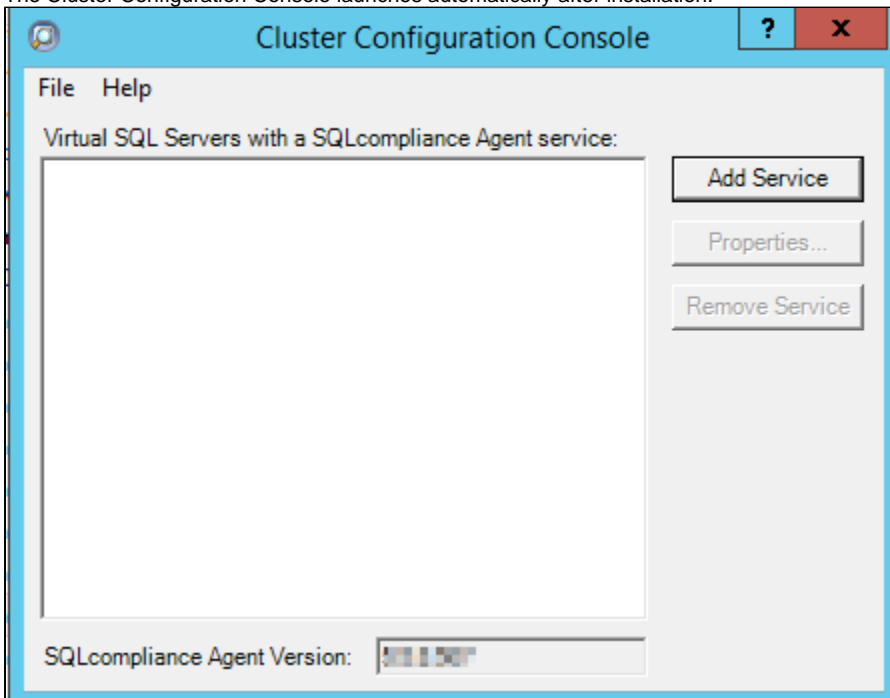 The Cluster Configuration Console launches automatically after installation.
Cluster Configuration Console
? x
File Help
Virtual SQL Servers with a SQLcompliance Agent service:
Add Service
Properties...
Remove Service
SQLcompliance Agent Version: